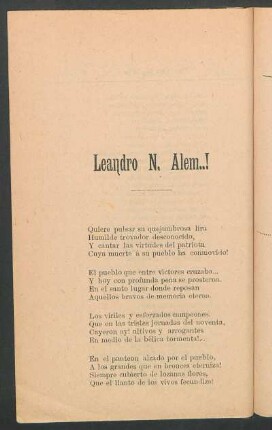 Leandro N. Alem..!
Quiero pulsar su quejumbrosa lira
Humilde trovador desconocido,
Y cantar las virtudes del patriota
Cuya muerte a su pueblo ha conmovido!
El pueblo que entre victores cruzaba...
Y hoy con profunda pena se prosterna
En el santo lugar donde reposan
Aquellos bravos de memoria eterna
Los viriles y esforzados campeones
Que en las tristes jornadas del noventa,
Cayeron ay! altivos y arrogantes
En medio de la bélica tormenta!..
En el panteon alzado por el pueblo,
A los grandes que en bronces eterniza!
Siempre cubierto de lozanas flores,
Que el llanto de los vivos fecundiza!